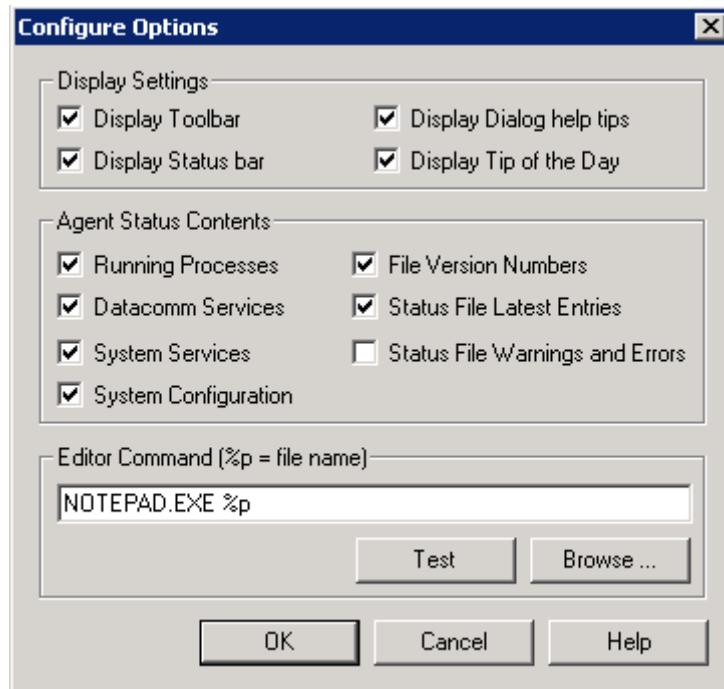 Configure Options
Display Settings
Display Toolbar
Display Dialog help tips
Display Status bar
Display Tip of the Day
Agent Status Contents
Running Processes
File Version Numbers
Datacomm Services
Status File Latest Entries
System Services
Status File Warnings and Errors
System Configuration
Editor Command (%p = file name)
NOTEPAD.EXE %p
Test
Browse ...
OK
Cancel
Help